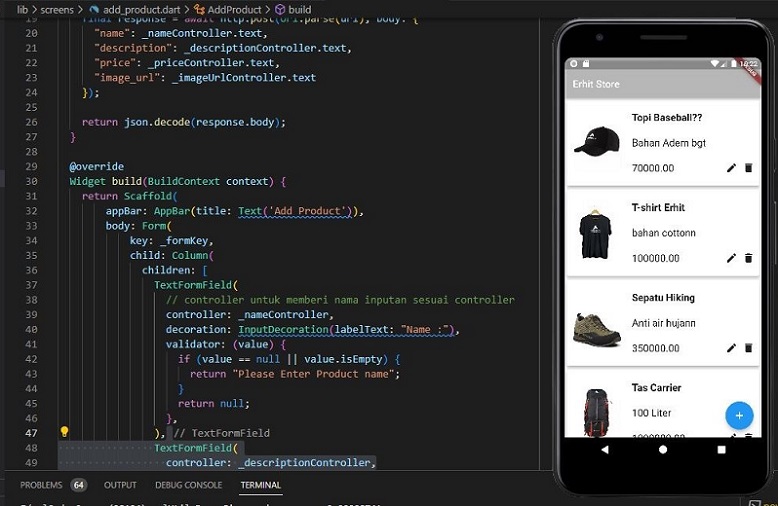 lib > screens > add_product.dart > AddProduct > build
19 final response = await http.post(Uri.parse(url), body: {
20 "name": _nameController.text,
21 "description": _descriptionController.text,
22 "price": _priceController.text,
23 "image_url": _imageUrlController.text
24 });
25
26 return json.decode(response.body);
27 }
28
29 @override
30 Widget build(BuildContext context) {
31 return Scaffold(
32 appBar: AppBar(title: Text('Add Product')),
33 body: Form(
34 key: _formKey,
35 child: Column(
36 children: [
37 TextFormField(
38 // controller untuk memberi nama inputan sesuai controller
39 controller: _nameController,
40 decoration: InputDecoration(labelText: "Name :"),
41 validator: (value) {
42 if (value == null || value.isEmpty) {
43 return "Please Enter Product name";
44 }
45 return null;
46 },
47 ), // TextFormField
48 TextFormField(
49 controller: _descriptionController,
PROBLEMS 64 OUTPUT DEBUG CONSOLE TERMINAL
10:22
Erhit Store
Topi Baseball??
Bahan Adem bgt
70000.00
T-shirt Erhit
bahan cottonn
100000.00
Sepatu Hiking
Anti air hujann
350000.00
Tas Carrier
100 Liter